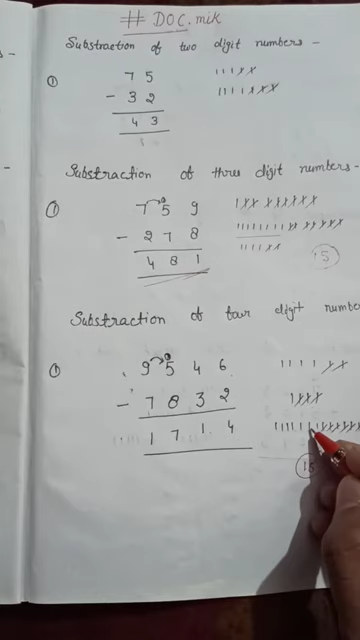 # DOC.mik
Substraction of two digit numbers -
① 7 5
- 3 2
4 3
Substraction of three digit numbers -
① 7 5 9
- 2 7 8
4 8 1
15
Substraction of four digit number
① 9 5 4 6
- 7 8 3 2
1 7 1 4